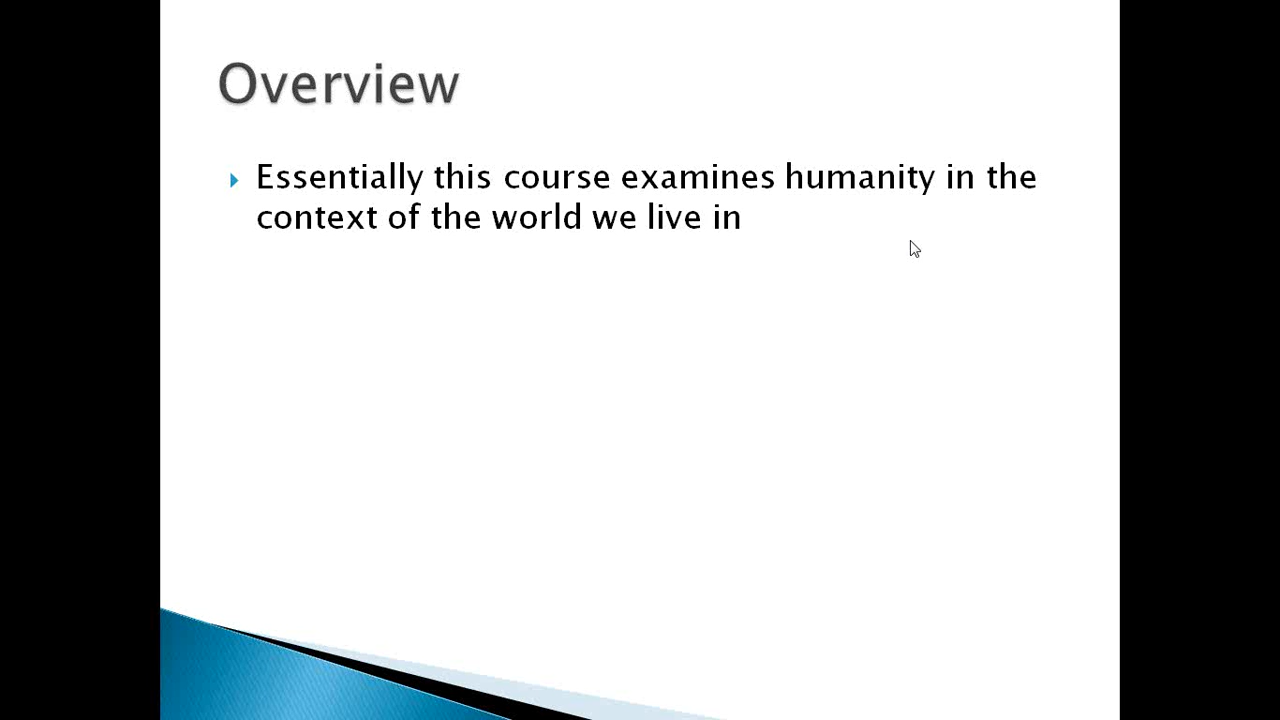 Overview
Essentially this course examines humanity in the
context of the world we live in